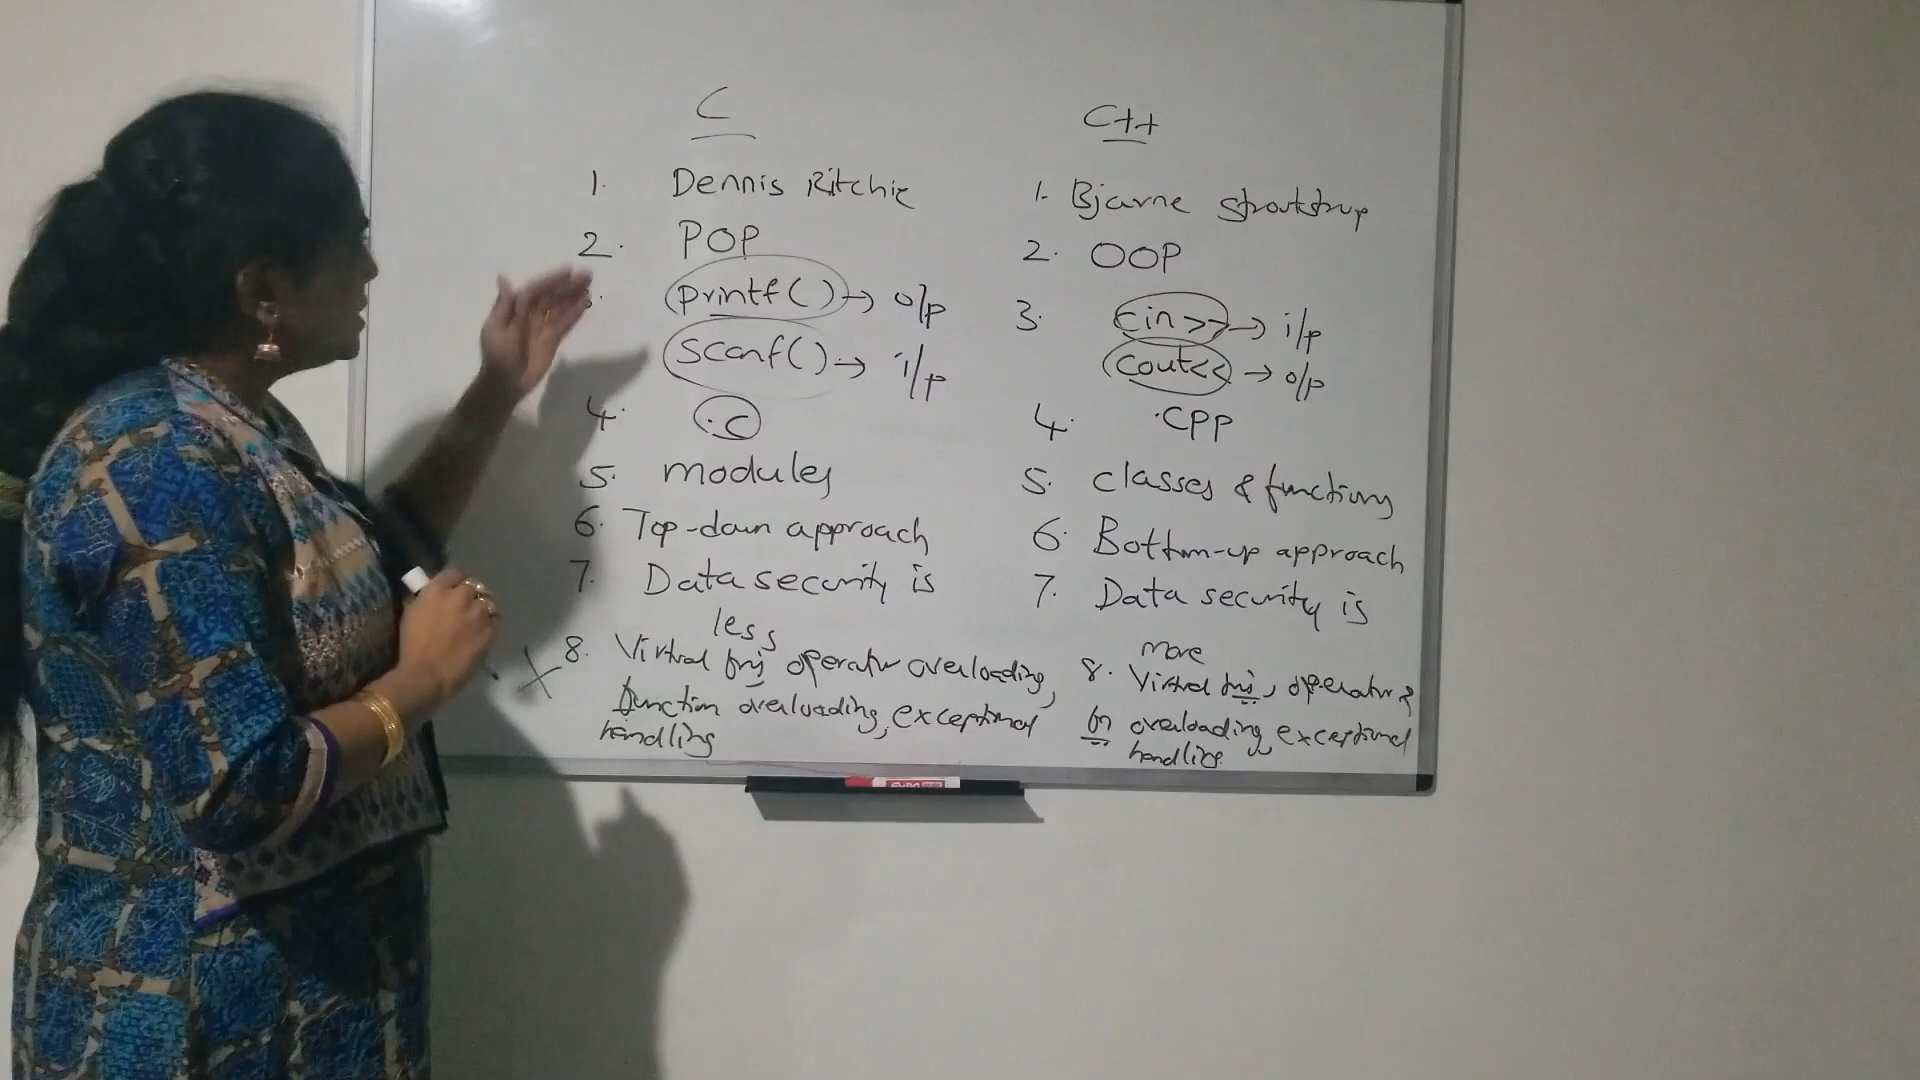 C
1. Dennis Ritchie
2. POP
printf() → o/p
scanf() → i/p
4. .C
5. modules
6. Top-down approach
7. Data security is
less
X 8. Virtual fn's operator overloading,
function overloading, exceptional
handling
C++
1. Bjarne
2. OOP
3. cin>> → i/p
cout<< → o/p
4. .CPP
5. classes & functions
6. Bottom-up approach
7. Data security is
more
8. Virtual fn's, operator &
fn overloading, exceptional
handling